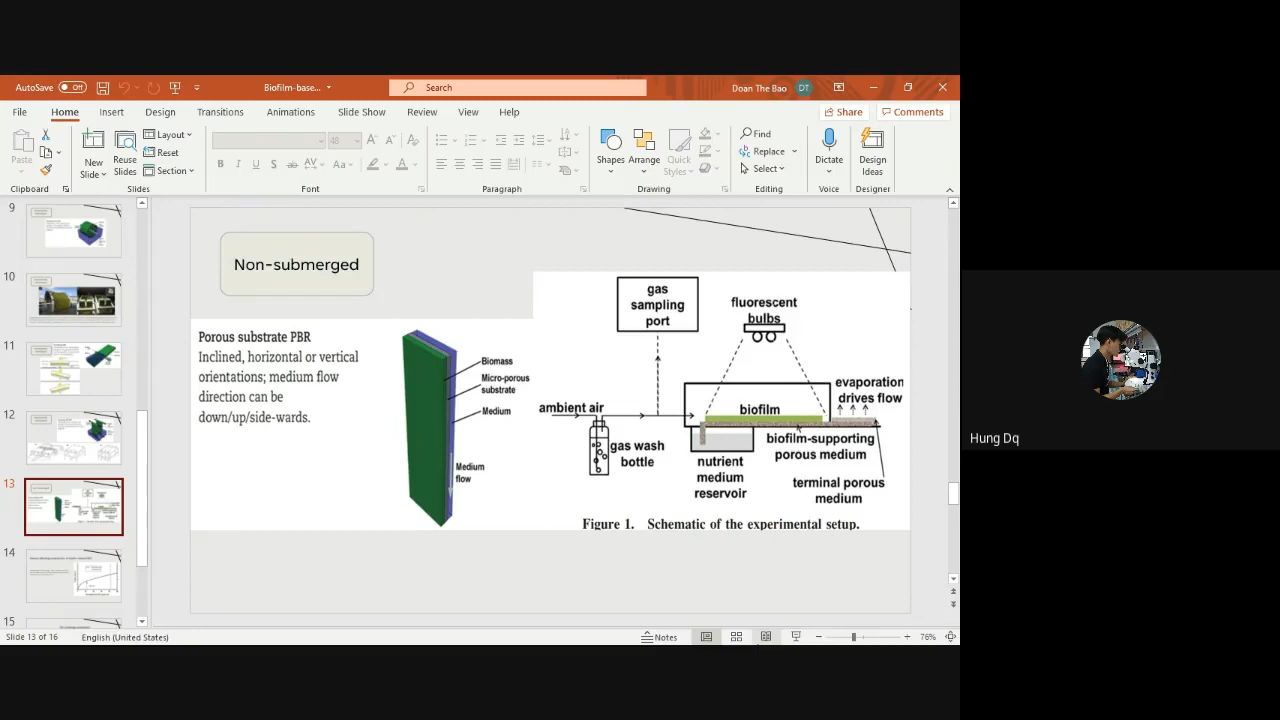 AutoSave Off
Biofilm-base...
Search
Doan The Bao
DT
File Home Insert Design Transitions Animations Slide Show Review View Help
Share
Comments
Paste
New Slide
Reuse Slides
Layout
Reset
Section
48
B I U S ab AV Aa
A
Shapes
Arrange
Quick Styles
Find
Replace
Select
Dictate
Design Ideas
Clipboard
Slides
Font
Paragraph
Drawing
Editing
Voice
Designer
9
10
11
12
13
14
15
Non-submerged
Porous substrate PBR
Inclined, horizontal or vertical
orientations; medium flow
direction can be
down/up/side-wards.
Biomass
Micro-porous
substrate
Medium
Medium
flow
gas
sampling
port
fluorescent
bulbs
ambient air
gas wash
bottle
biofilm
evaporation
drives flow
biofilm-supporting
porous medium
nutrient
medium
reservoir
terminal porous
medium
Figure 1. Schematic of the experimental setup.
Slide 13 of 16
English (United States)
Notes
76%
Hung Dq